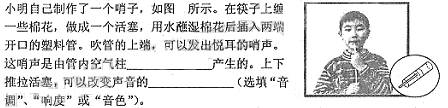 小明自己制作了一个哨子,如图 所示。在筷子上缠
一些棉花,做成一个活塞,用水蘸湿棉花后插入两端
开口的塑料管。吹管的上端,可以发出悦耳的哨声。
这哨声是由管内空气柱__________产生的。上下
推拉活塞,可以改变声音的__________(选填“音
调”、“响度”或“音色”)。